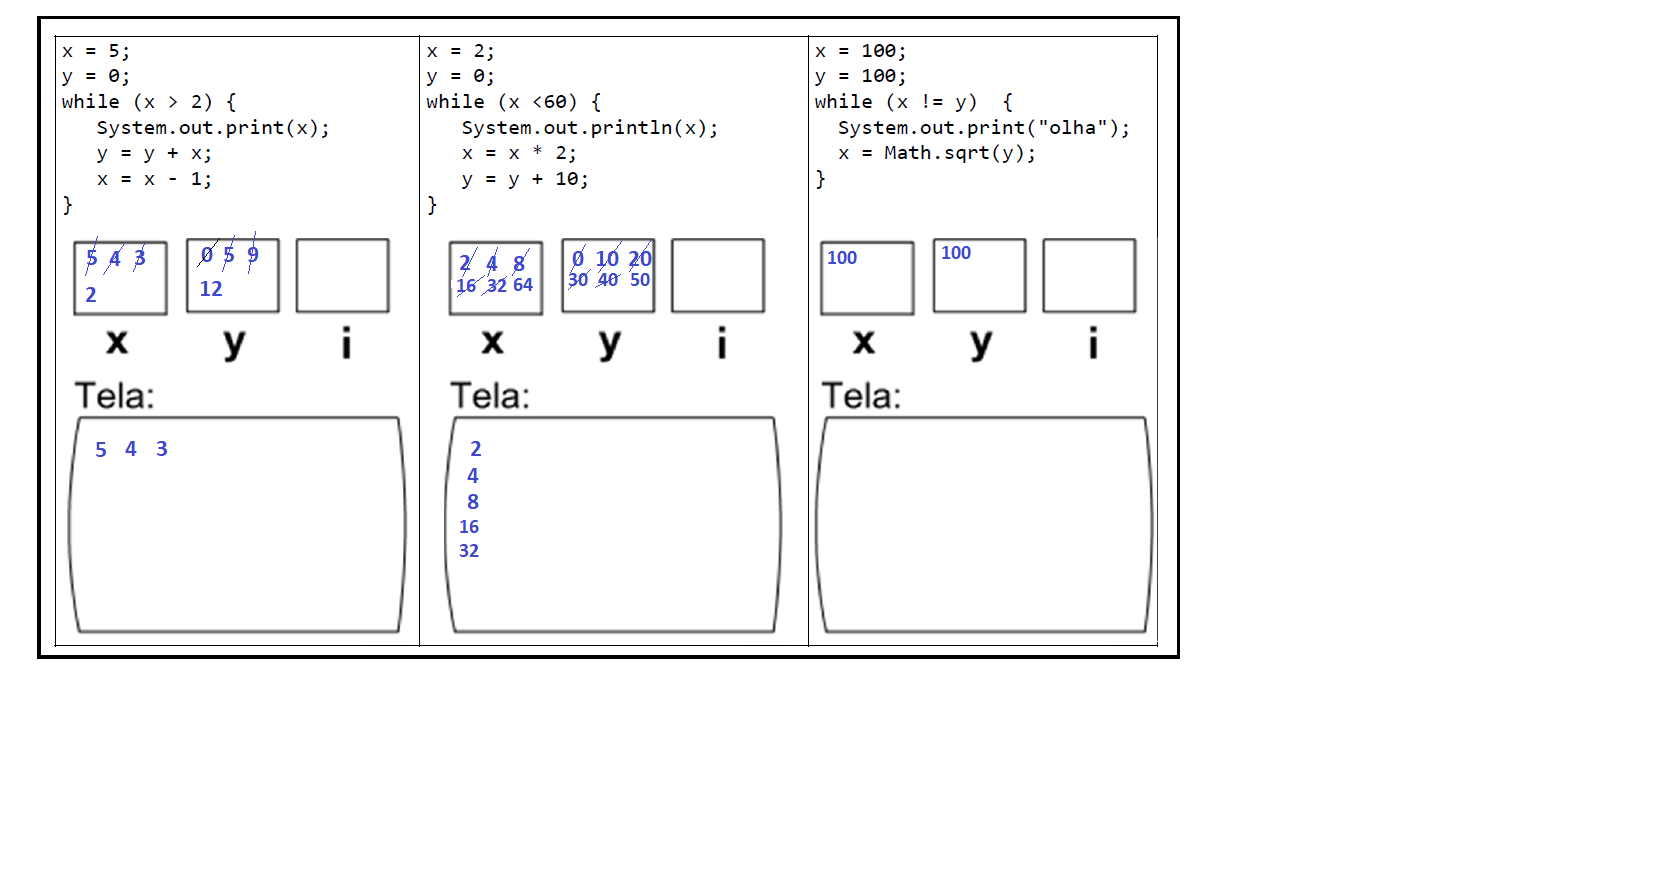 x = 5;
y = 0;
while (x > 2) {
   System.out.print(x);
   y = y + x;
   x = x - 1;
}
5 4 3
2
0 5 9
12
x y i
Tela:
5 4 3
x = 2;
y = 0;
while (x <60) {
   System.out.println(x);
   x = x * 2;
   y = y + 10;
}
2 4 8
16 32 64
0 10 20
30 40 50
x y i
Tela:
2
4
8
16
32
x = 100;
y = 100;
while (x != y)  {
  System.out.print("olha");
  x = Math.sqrt(y);
}
100
100
x y i
Tela: